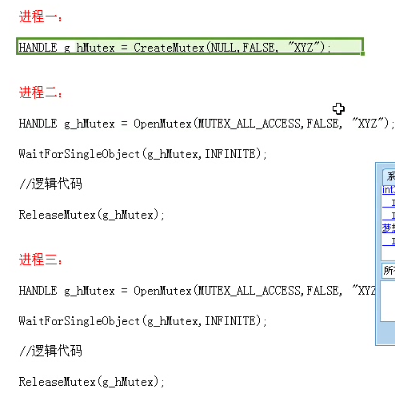 进程一：
HANDLE g_hMutex = CreateMutex(NULL,FALSE, "XYZ");
进程二：
HANDLE g_hMutex = OpenMutex(MUTEX_ALL_ACCESS,FALSE, "XYZ");
WaitForSingleObject(g_hMutex,INFINITE);
//逻辑代码
ReleaseMutex(g_hMutex);
进程三：
HANDLE g_hMutex = OpenMutex(MUTEX_ALL_ACCESS,FALSE, "XYZ
WaitForSingleObject(g_hMutex,INFINITE);
//逻辑代码
ReleaseMutex(g_hMutex);